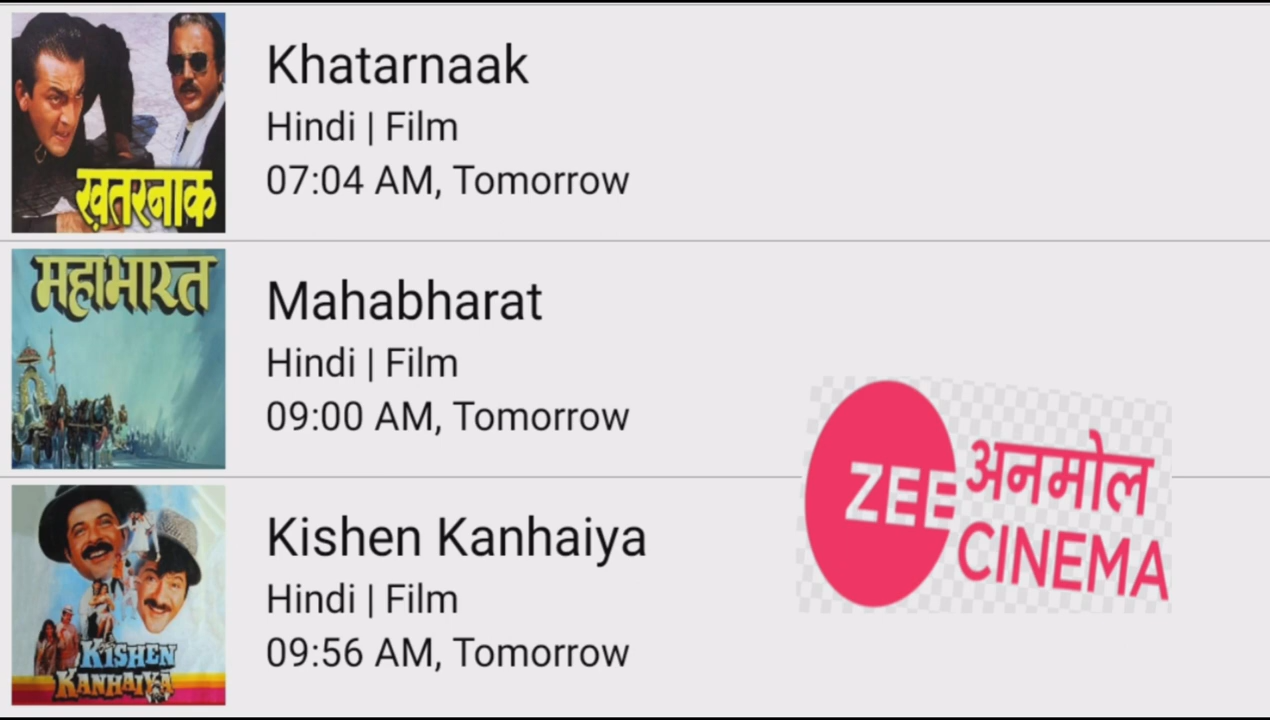 खतरनाक
Khatarnaak
Hindi | Film
07:04 AM, Tomorrow
महाभारत
Mahabharat
Hindi | Film
09:00 AM, Tomorrow
KISHEN
KANHAIYA
Kishen Kanhaiya
Hindi | Film
09:56 AM, Tomorrow
ZEE अनमोल
CINEMA